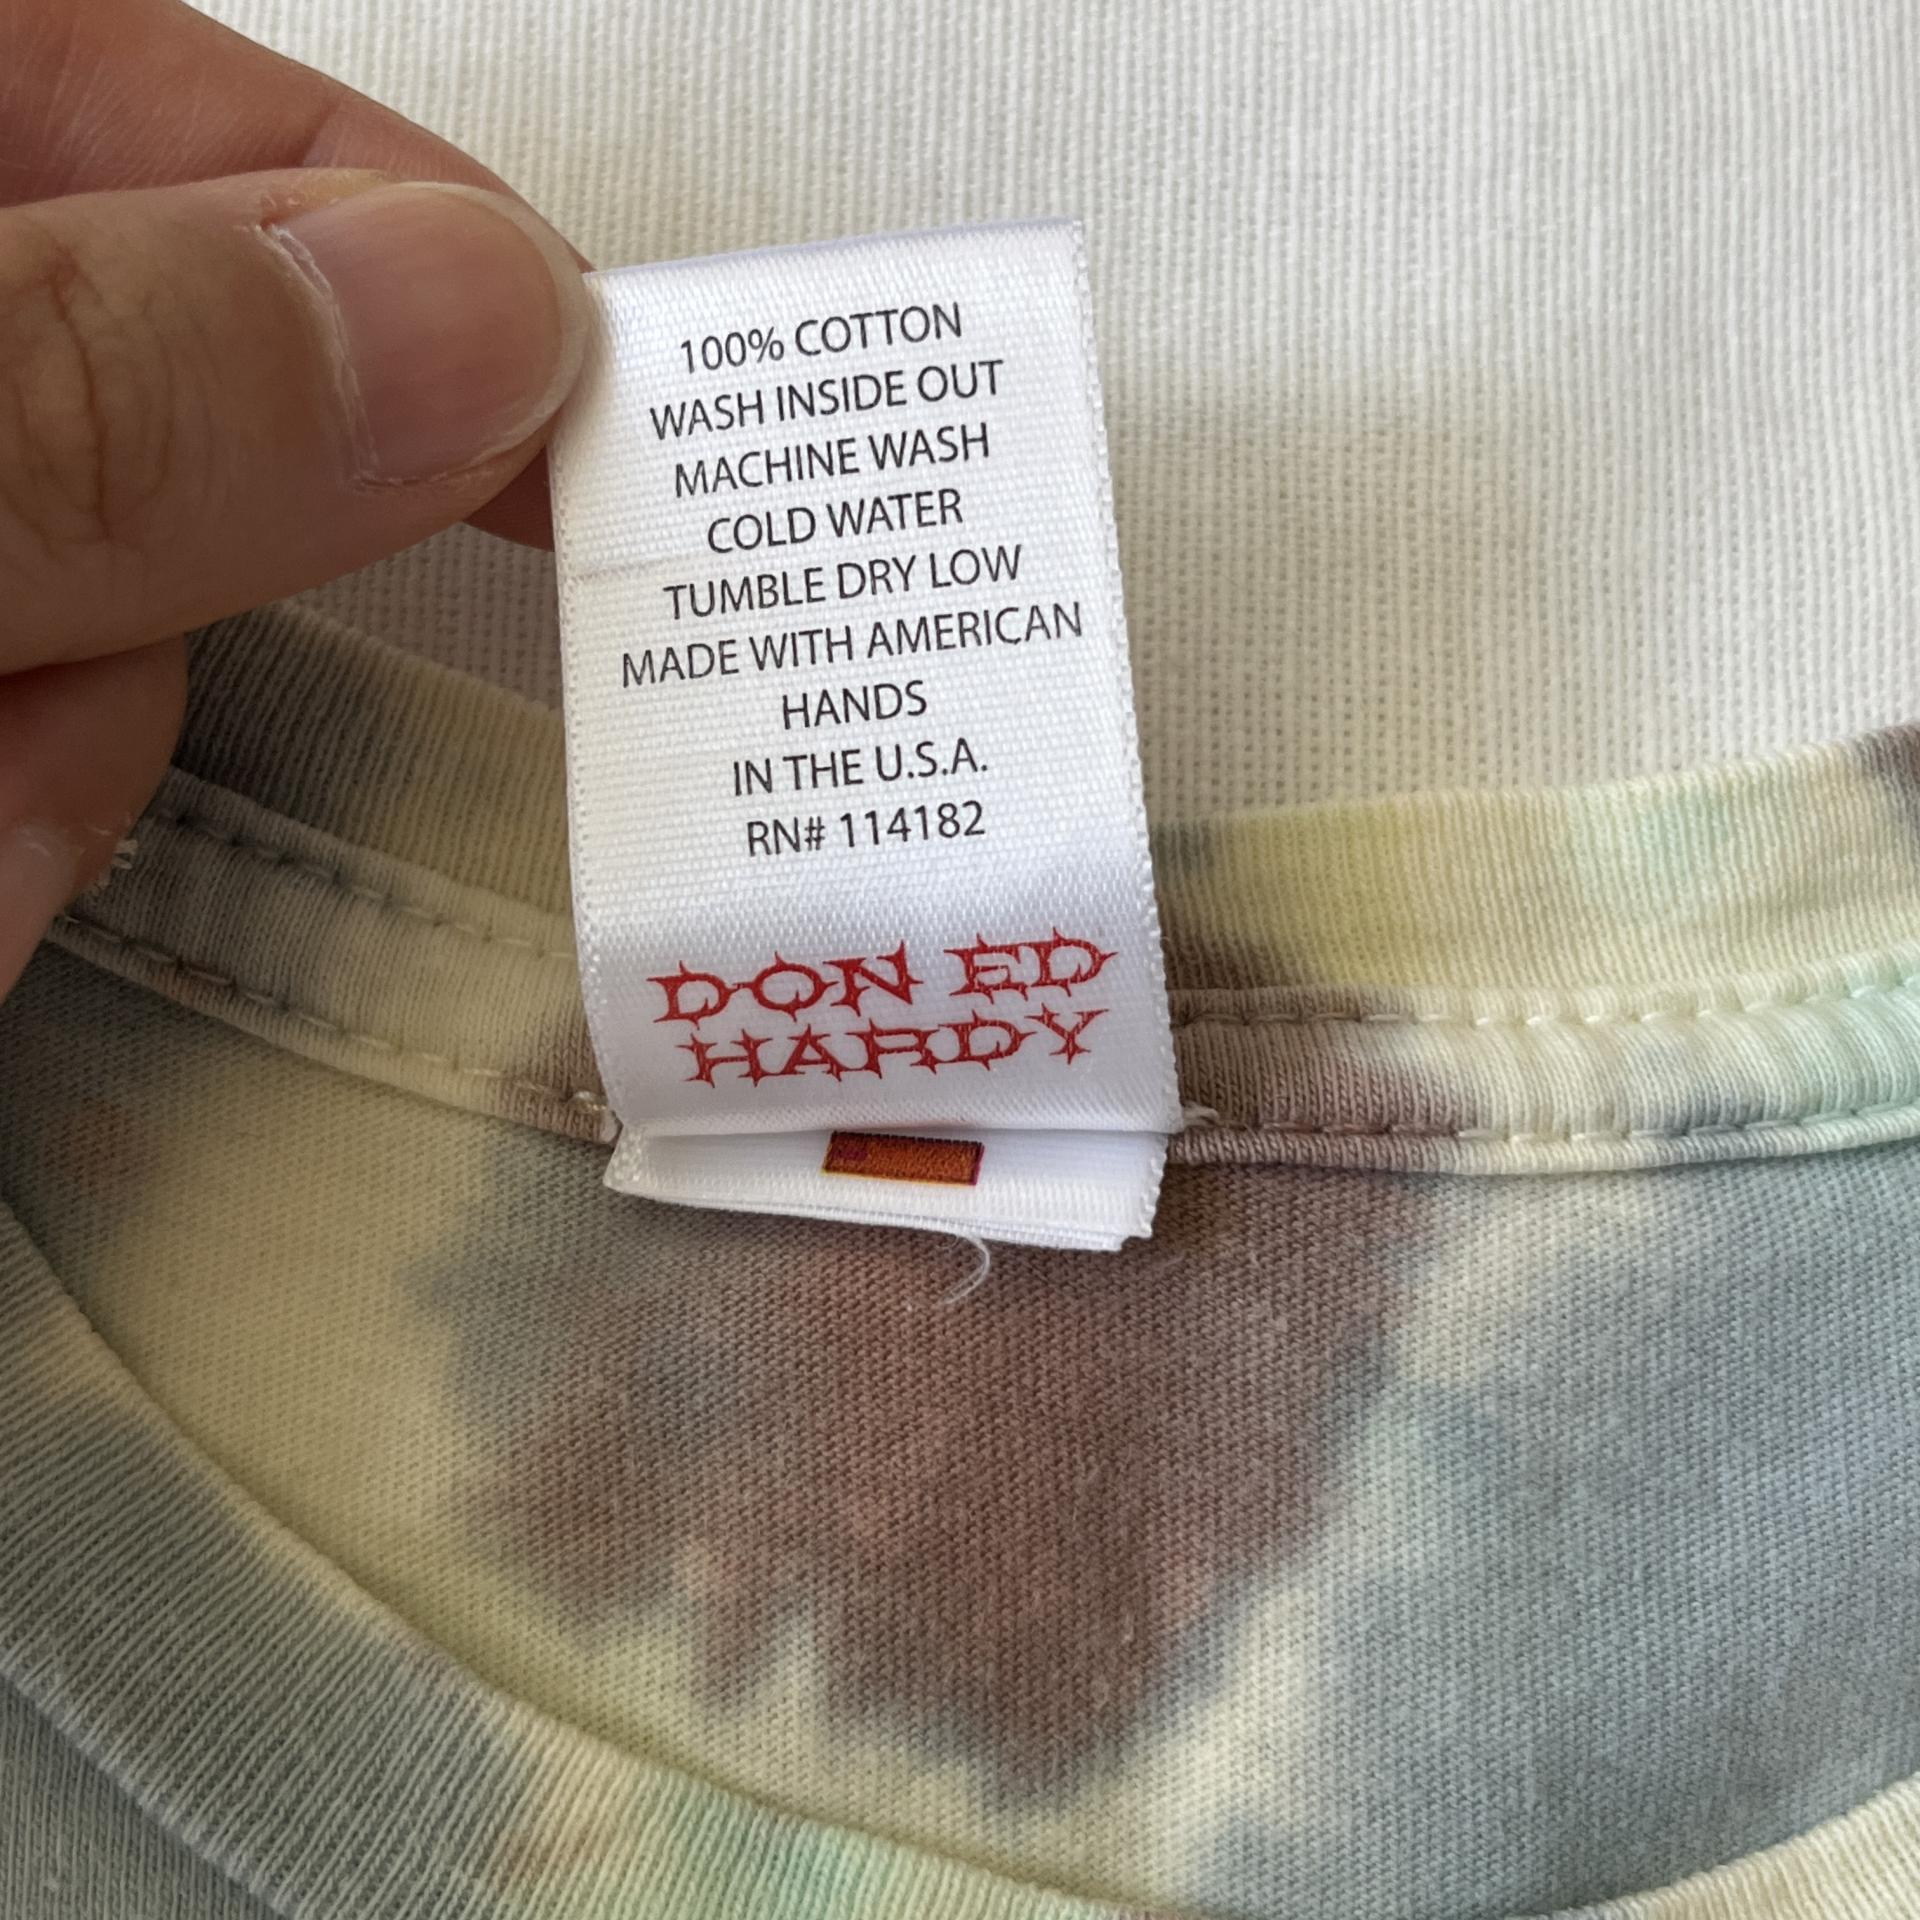 100% COTTON
WASH INSIDE OUT
MACHINE WASH
COLD WATER
TUMBLE DRY LOW
MADE WITH AMERICAN
HANDS
IN THE U.S.A.
RN# 114182
DON ED
HARDY